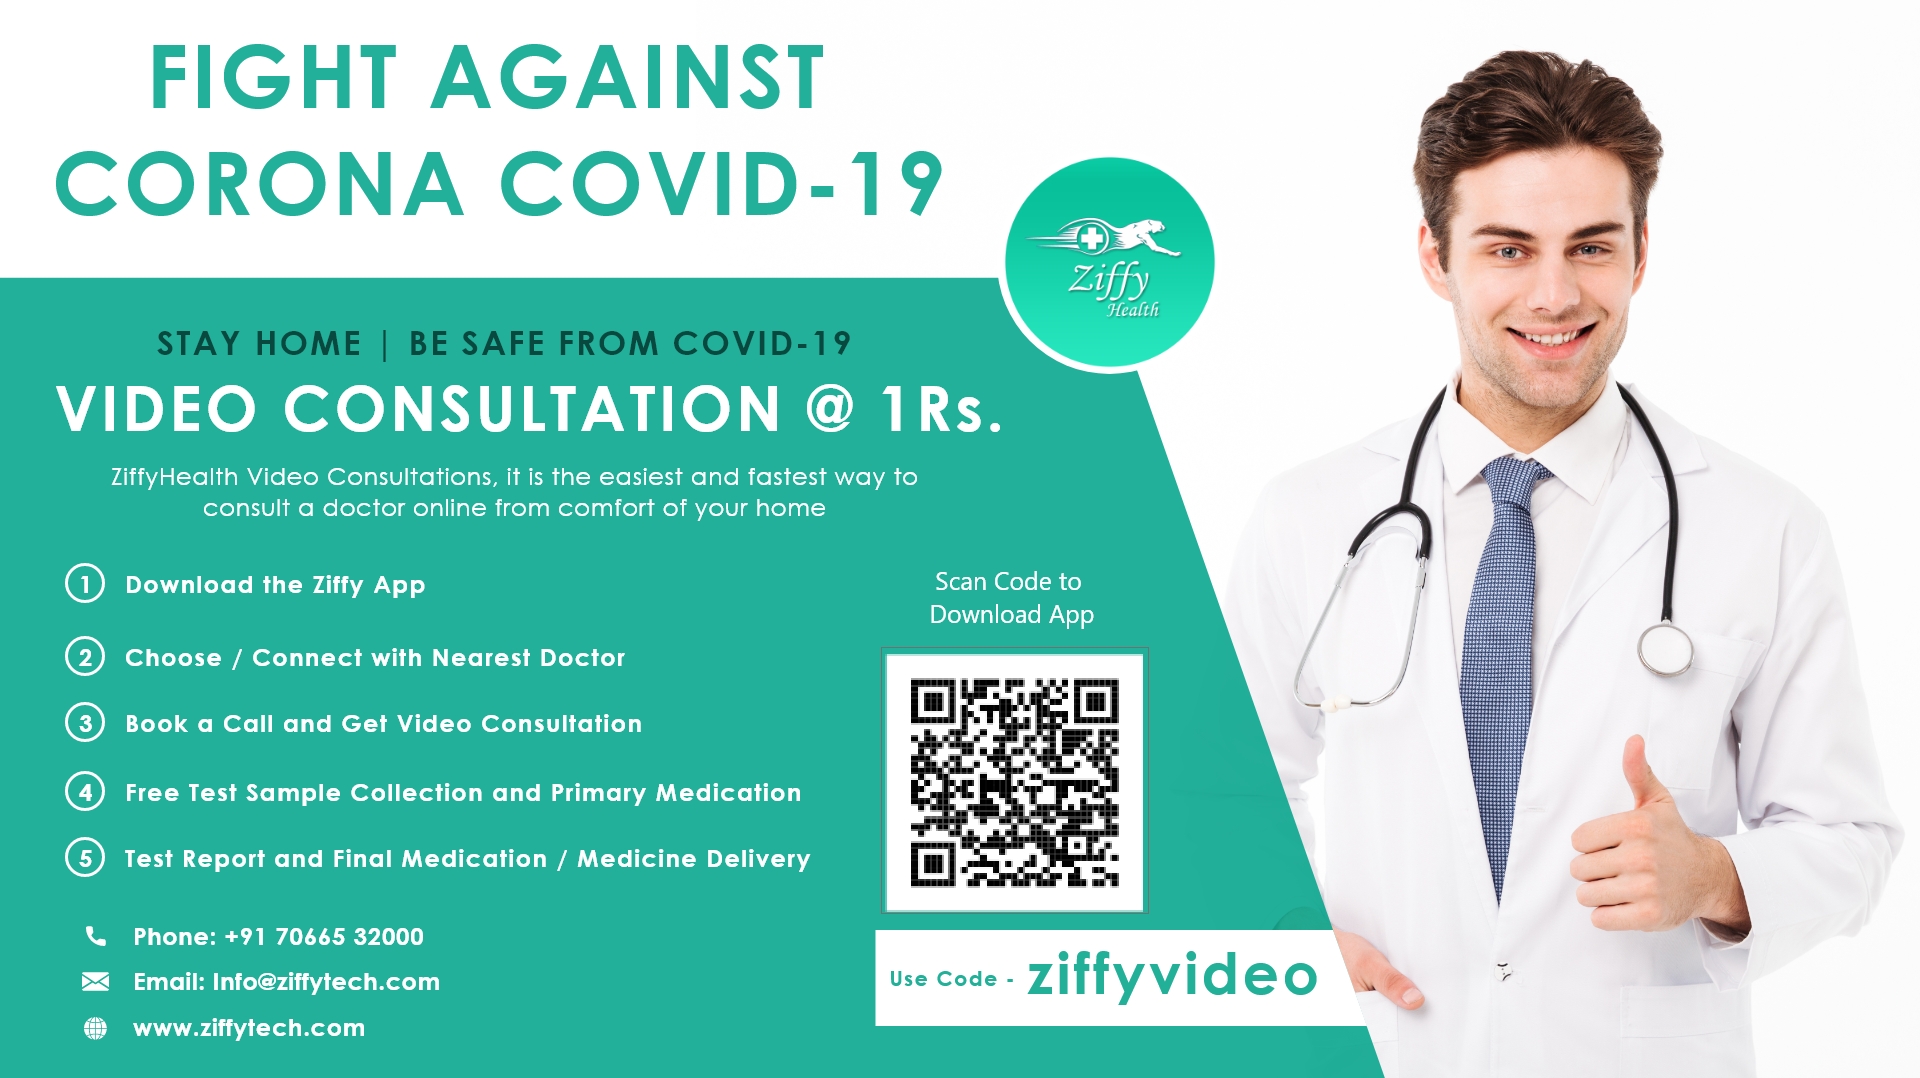 FIGHT AGAINST
CORONA COVID-19
Ziffy
Health
STAY HOME | BE SAFE FROM COVID-19
VIDEO CONSULTATION @ 1Rs.
ZiffyHealth Video Consultations, it is the easiest and fastest way to
consult a doctor online from comfort of your home
1 Download the Ziffy App
2 Choose / Connect with Nearest Doctor
3 Book a Call and Get Video Consultation
4 Free Test Sample Collection and Primary Medication
5 Test Report and Final Medication / Medicine Delivery
Scan Code to
Download App
Phone: +91 70665 32000
Email: Info@ziffytech.com
www.ziffytech.com
Use Code - ziffyvideo